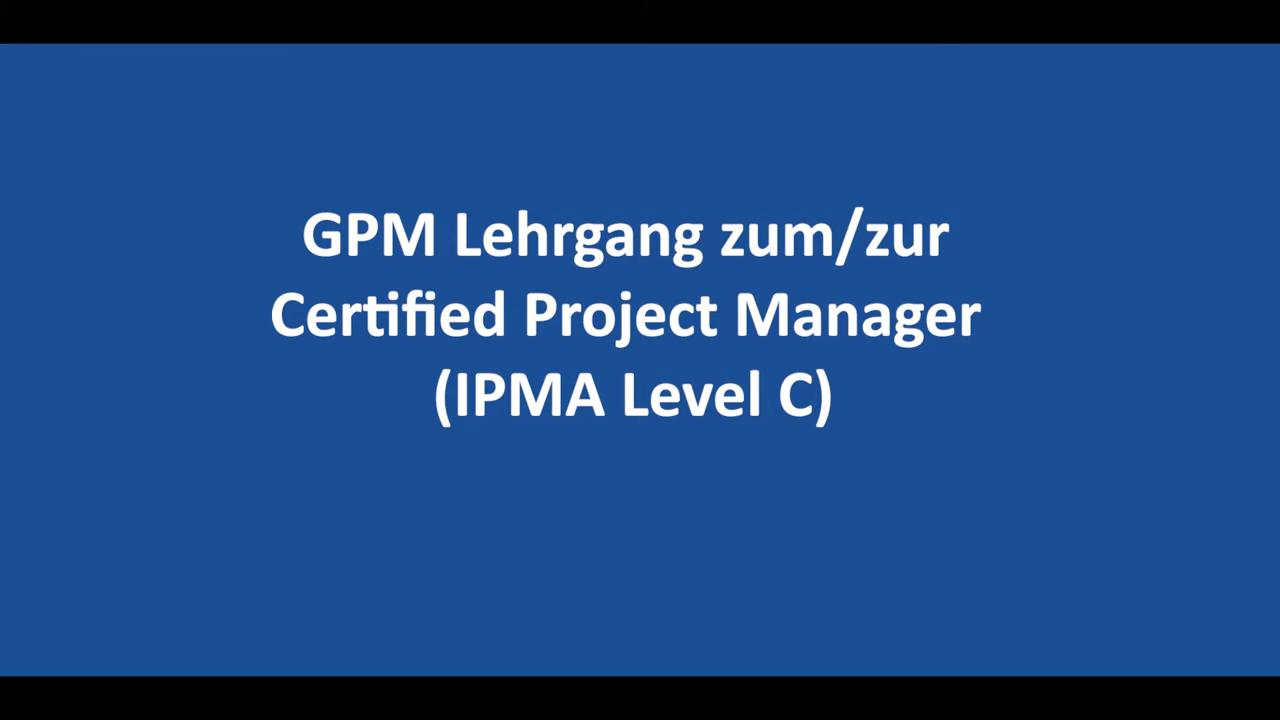 GPM Lehrgang zum/zur
Certified Project Manager
(IPMA Level C)